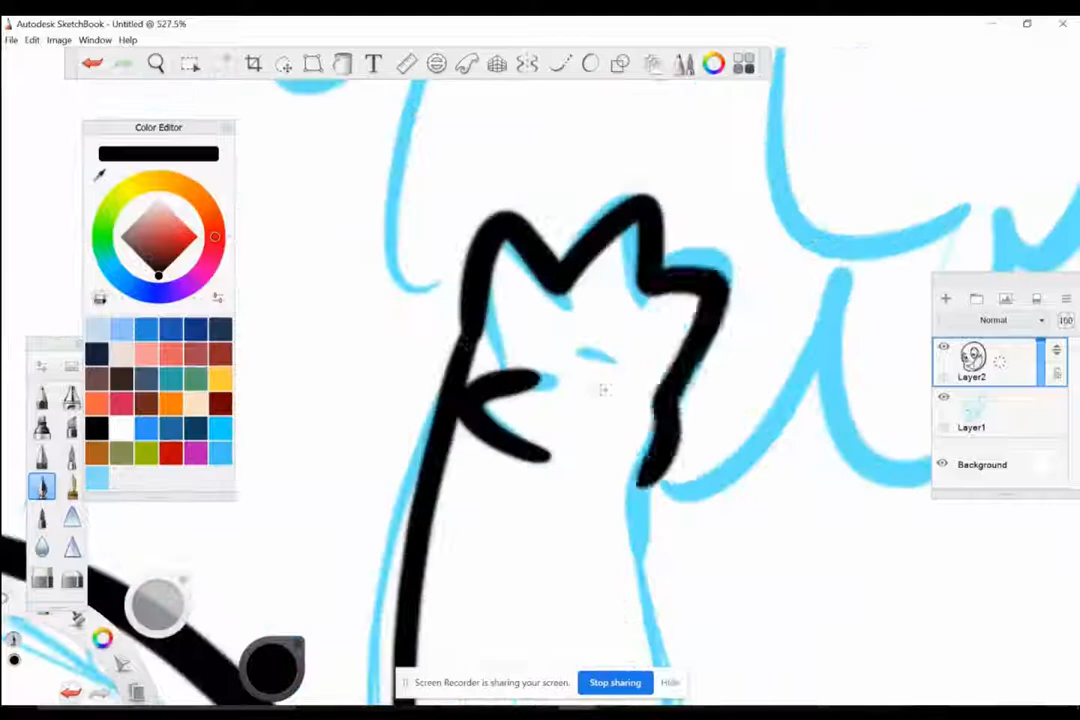 Autodesk SketchBook - Untitled @ 527.5%
File Edit Image Window Help
T
Color Editor
Normal
100
Layer2
Layer1
Background
Screen Recorder is sharing your screen. Stop sharing Hide